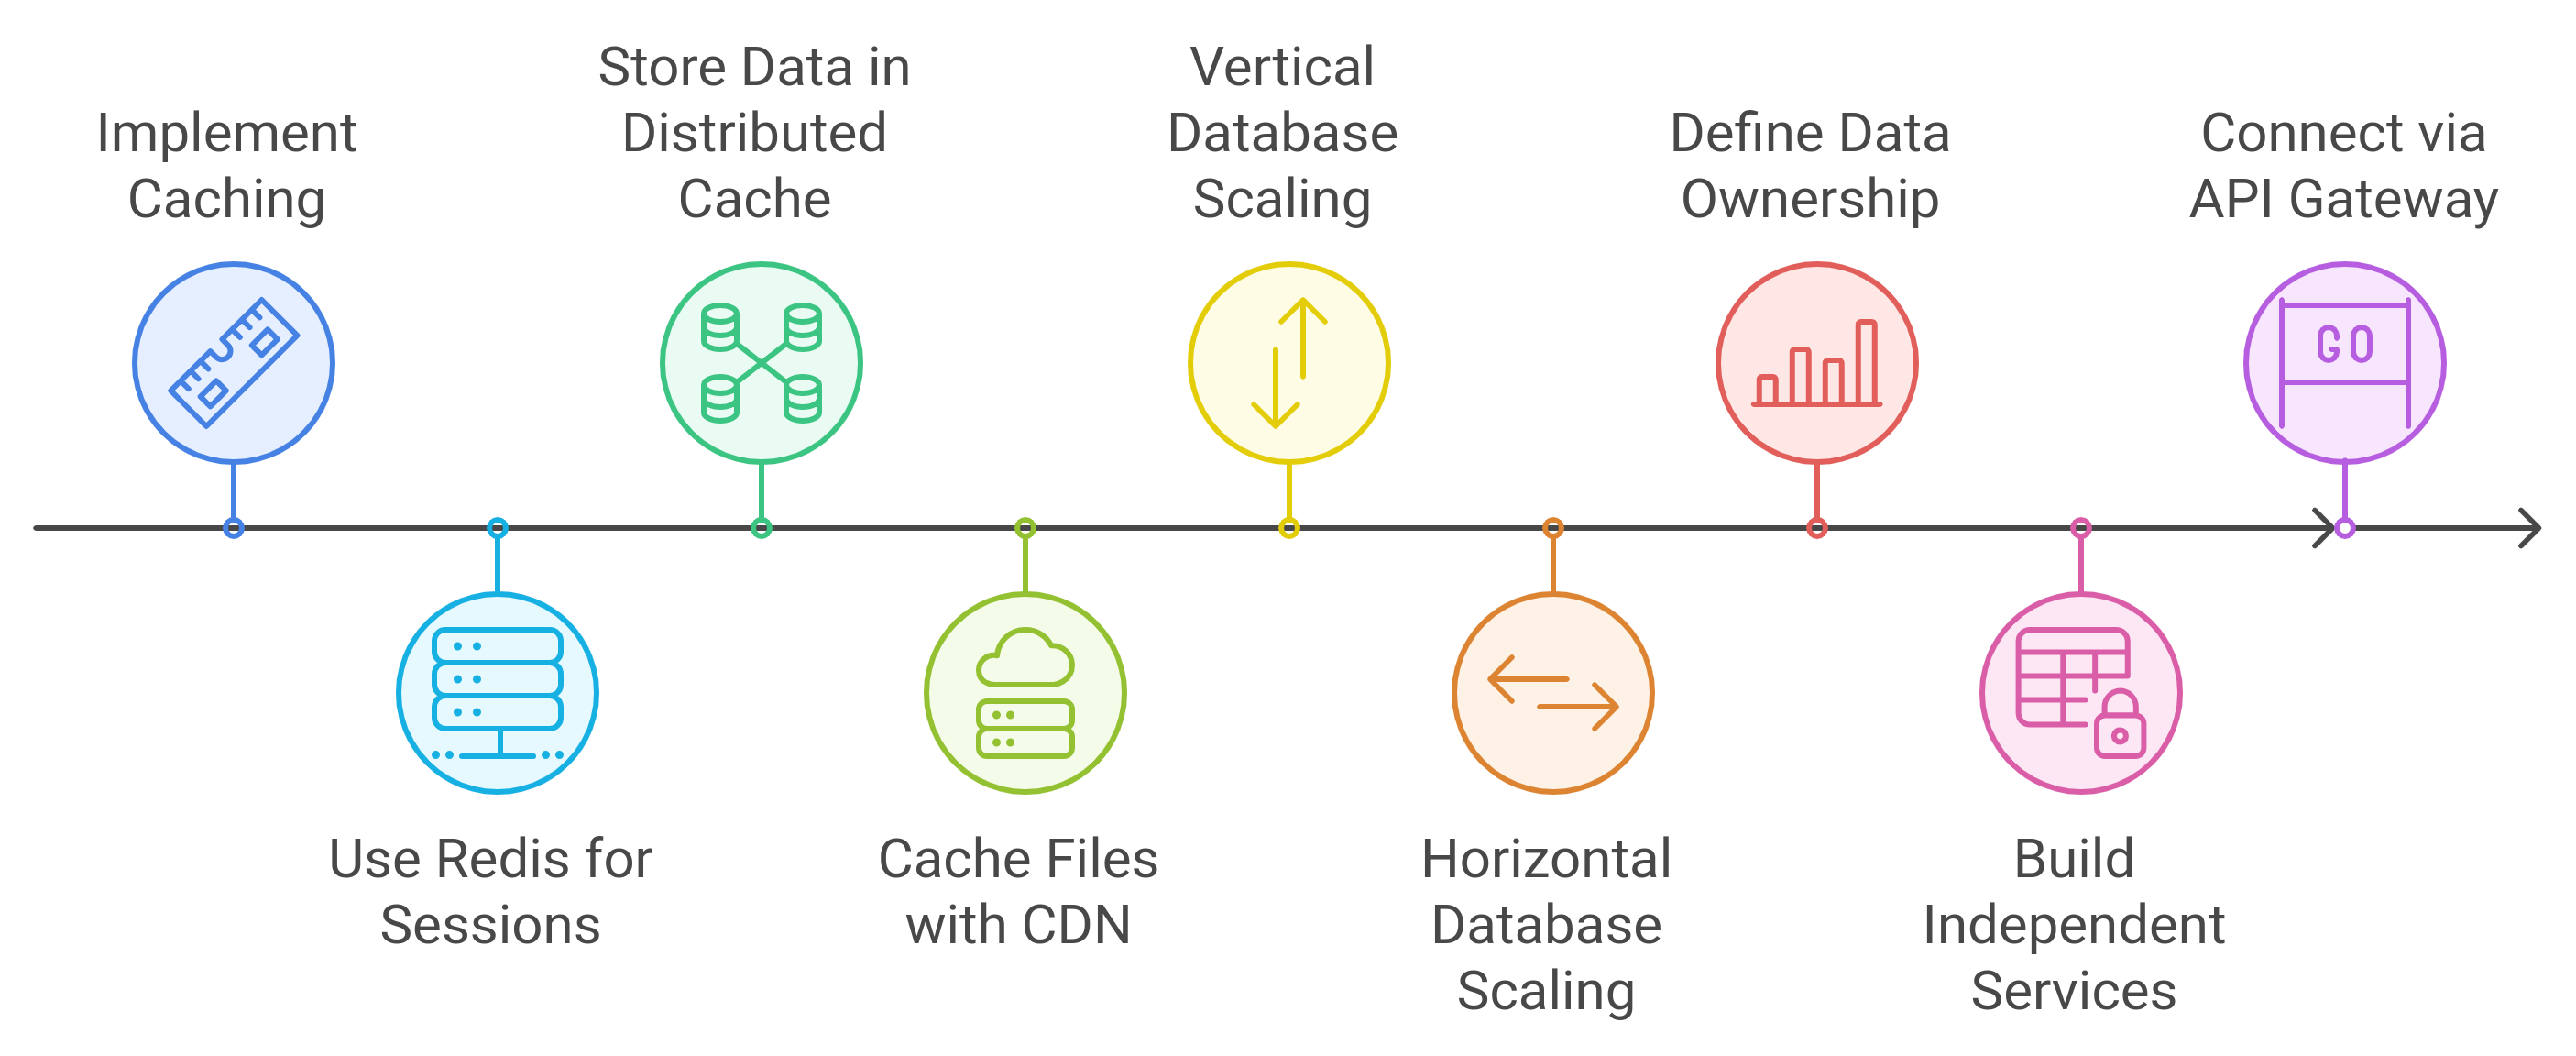 Implement
Caching
Use Redis for
Sessions
Store Data in
Distributed
Cache
Cache Files
with CDN
Vertical
Database
Scaling
Horizontal
Database
Scaling
Define Data
Ownership
Build
Independent
Services
Connect via
API Gateway
GO